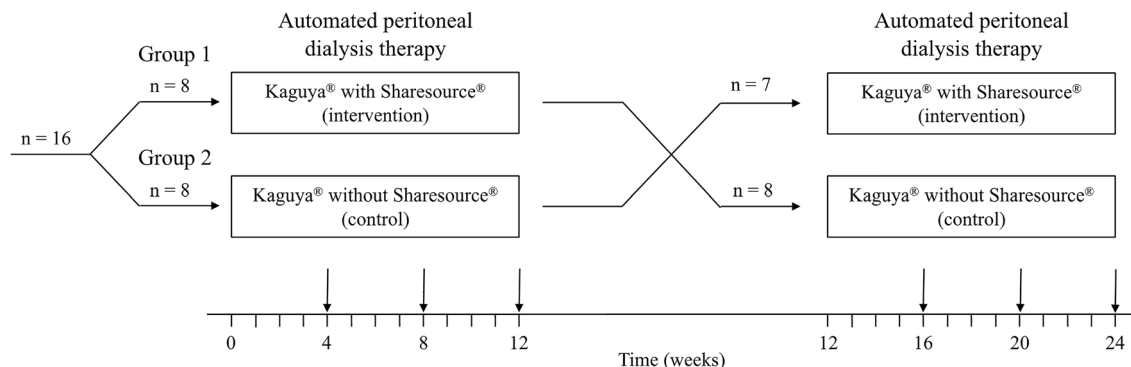 Automated peritoneal
dialysis therapy
Automated peritoneal
dialysis therapy
Group 1
n = 8
Kaguya® with Sharesource®
(intervention)
n = 7
Kaguya® with Sharesource®
(intervention)
n = 16
Group 2
n = 8
Kaguya® without Sharesource®
(control)
n = 8
Kaguya® without Sharesource®
(control)
0 4 8 12 12 16 20 24
Time (weeks)